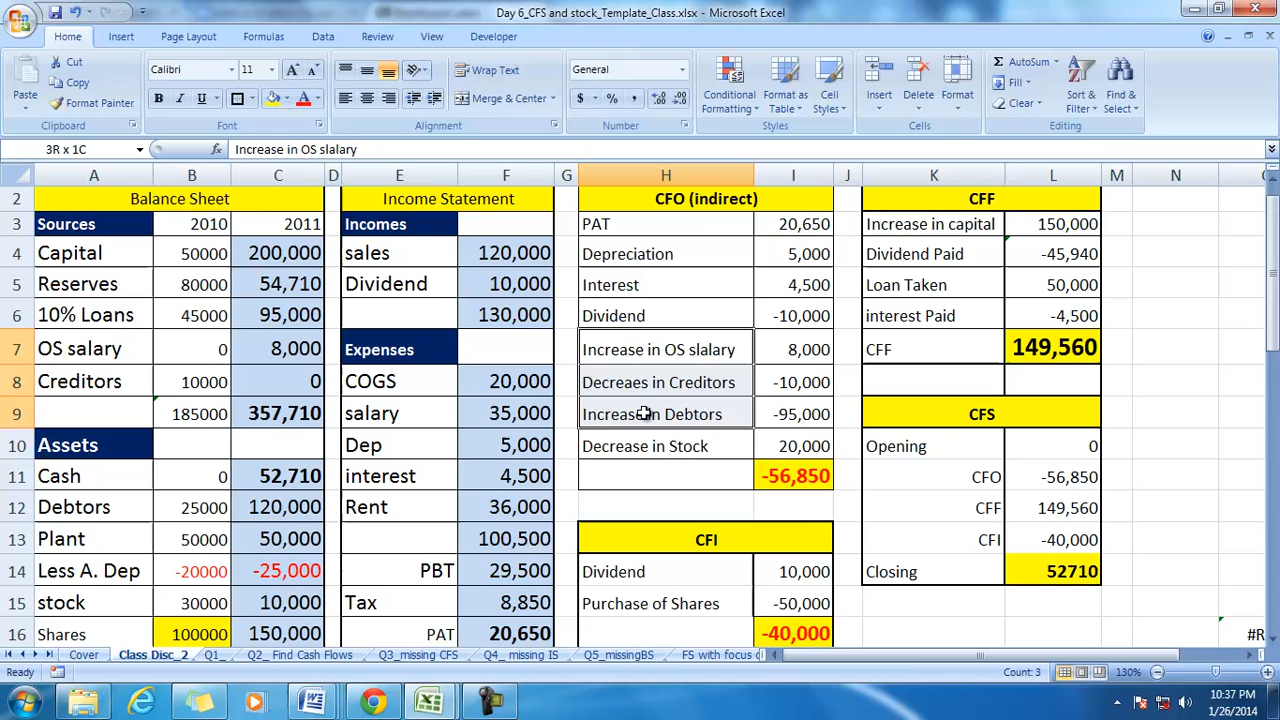 Day 6_CFS and stock_Template_Class.xlsx - Microsoft Excel
Home Insert Page Layout Formulas Data Review View Developer
Paste Cut Copy Format Painter Clipboard
Calibri 11 Font
Wrap Text Merge & Center Alignment
General Number
Conditional Formatting Format as Table Cell Styles Styles
Insert Delete Format Cells
AutoSum Fill Clear Sort & Filter Find & Select Editing
3R x 1C Increase in OS slalary
A B C D E F G H I J K L M N
2 Balance Sheet Income Statement CFO (indirect) CFF
3 Sources 2010 2011 Incomes PAT 20,650 Increase in capital 150,000
4 Capital 50000 200,000 sales 120,000 Depreciation 5,000 Dividend Paid -45,940
5 Reserves 80000 54,710 Dividend 10,000 Interest 4,500 Loan Taken 50,000
6 10% Loans 45000 95,000 130,000 Dividend -10,000 interest Paid -4,500
7 OS salary 0 8,000 Expenses Increase in OS slalary 8,000 CFF 149,560
8 Creditors 10000 0 COGS 20,000 Decreaes in Creditors -10,000
9 185000 357,710 salary 35,000 Increase in Debtors -95,000 CFS
10 Assets Dep 5,000 Decrease in Stock 20,000 Opening 0
11 Cash 0 52,710 interest 4,500 -56,850 CFO -56,850
12 Debtors 25000 120,000 Rent 36,000 CFF 149,560
13 Plant 50000 50,000 100,500 CFI CFI -40,000
14 Less A. Dep -20000 -25,000 PBT 29,500 Dividend 10,000 Closing 52710
15 stock 30000 10,000 Tax 8,850 Purchase of Shares -50,000
16 Shares 100000 150,000 PAT 20,650 -40,000 #R
Cover Class Disc_2 Q1_ Q2_ Find Cash Flows Q3_missing CFS Q4_ missing IS Q5_missingBS FS with focus
Ready Count: 3 130%
10:37 PM
1/26/2014